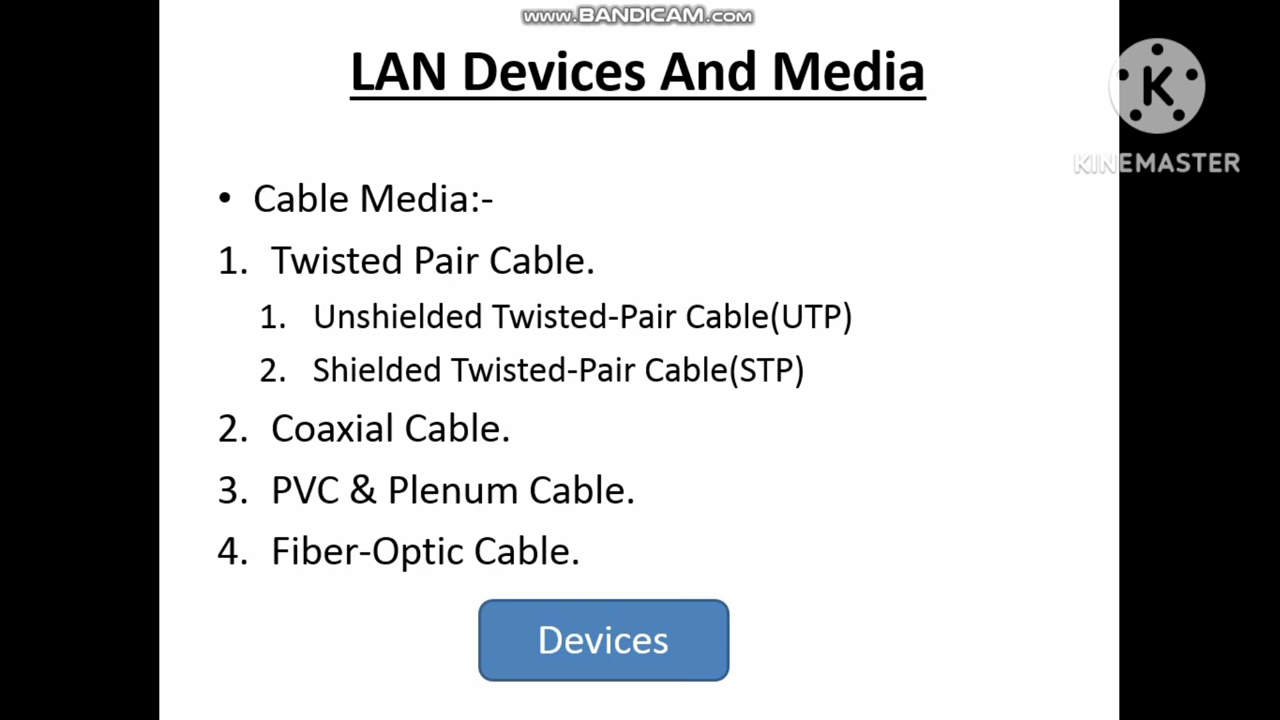 www.BANDICAM.com
LAN Devices And Media
K
KINEMASTER
• Cable Media:-
1. Twisted Pair Cable.
1. Unshielded Twisted-Pair Cable(UTP)
2. Shielded Twisted-Pair Cable(STP)
2. Coaxial Cable.
3. PVC & Plenum Cable.
4. Fiber-Optic Cable.
Devices